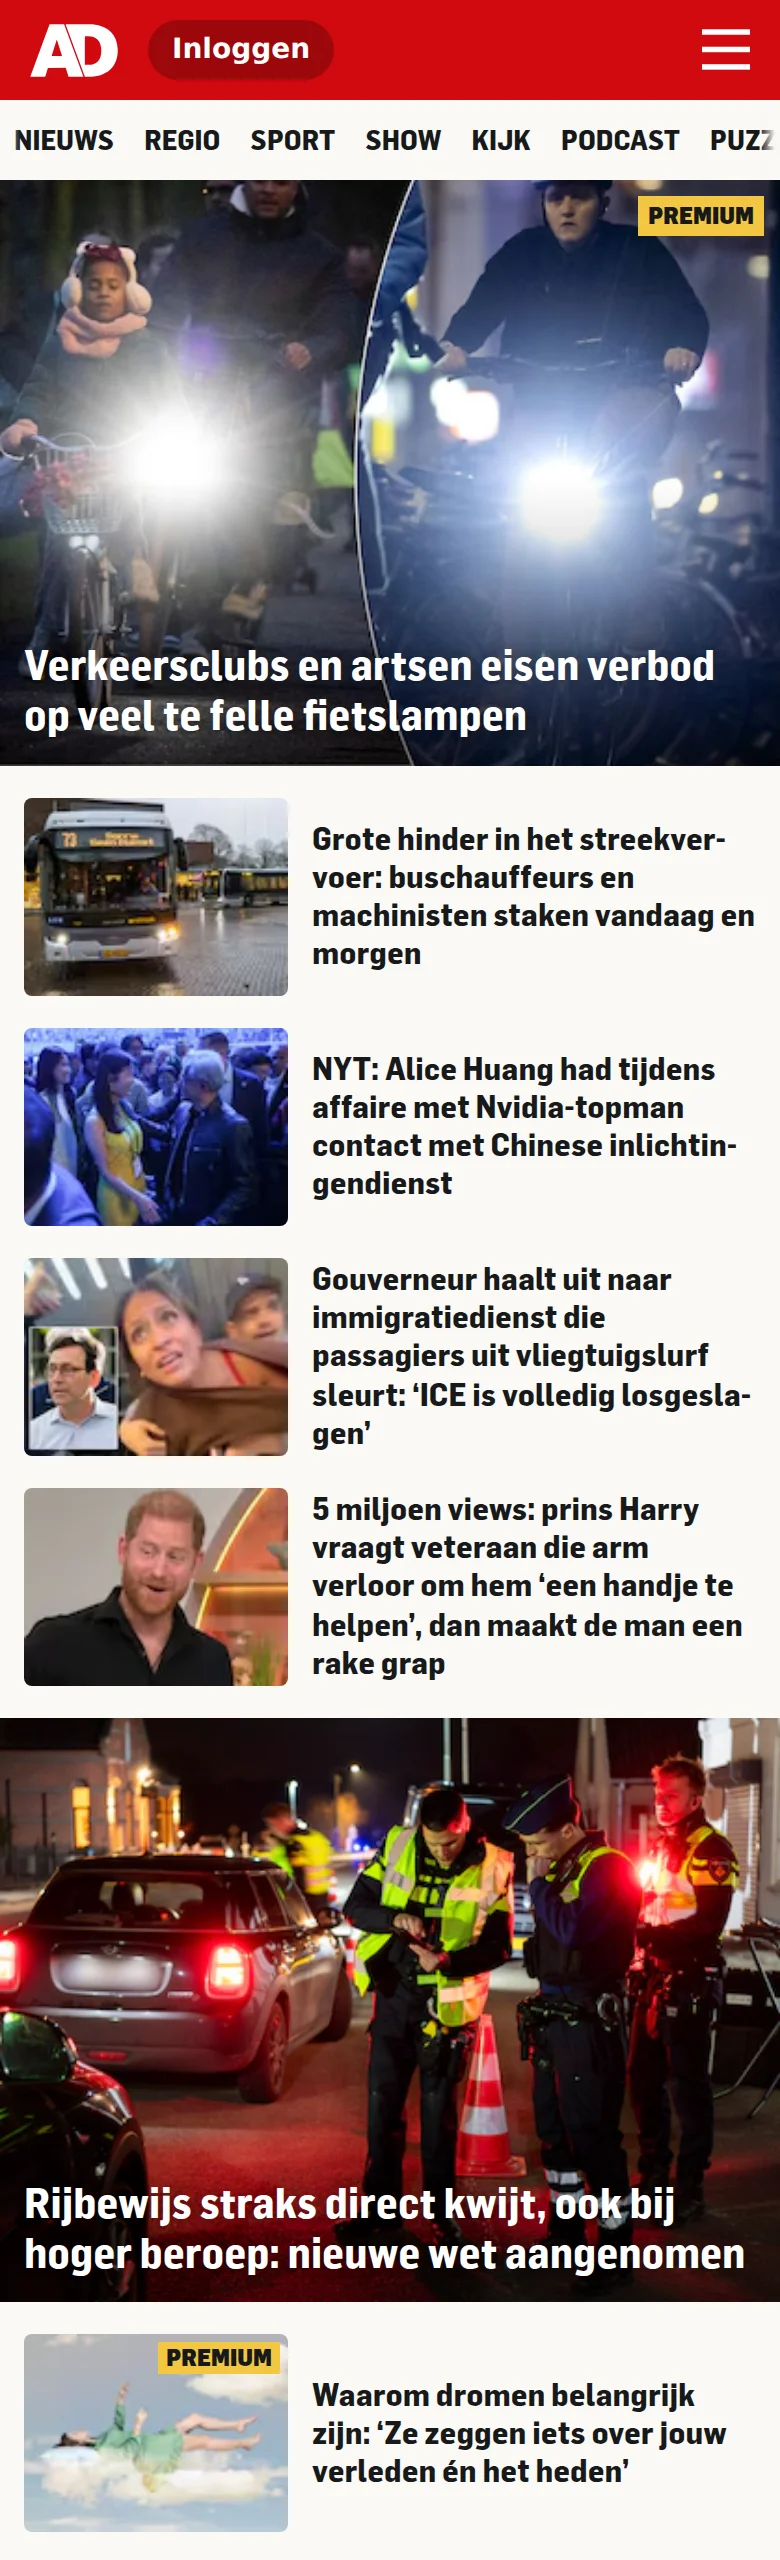 AD
Inloggen
NIEUWS REGIO SPORT SHOW KIJK PODCAST PUZZ
PREMIUM
Verkeersclubs en artsen eisen verbod
op veel te felle fietslampen
73
Grote hinder in het streekver-
voer: buschauffeurs en
machinisten staken vandaag en
morgen
NYT: Alice Huang had tijdens
affaire met Nvidia-topman
contact met Chinese inlichtin-
gendienst
Gouverneur haalt uit naar
immigratiedienst die
passagiers uit vliegtuigslurf
sleurt: ‘ICE is volledig losgesla-
gen’
5 miljoen views: prins Harry
vraagt veteraan die arm
verloor om hem ‘een handje te
helpen’, dan maakt de man een
rake grap
Rijbewijs straks direct kwijt, ook bij
hoger beroep: nieuwe wet aangenomen
PREMIUM
Waarom dromen belangrijk
zijn: ‘Ze zeggen iets over jouw
verleden én het heden’